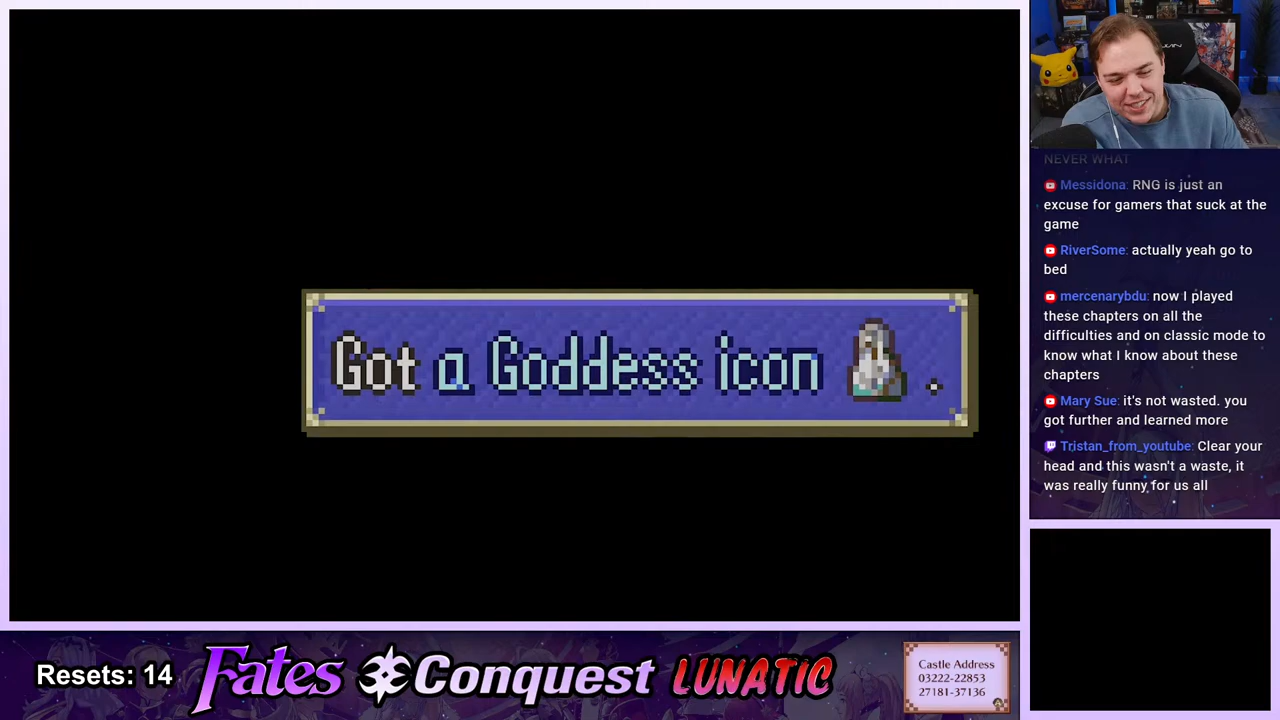 Got a Goddess icon .
NEVER WHAT
Messidona: RNG is just an
excuse for gamers that suck at the
game
RiverSome: actually yeah go to
bed
mercenarybdu: now I played
these chapters on all the
difficulties and on classic mode to
know what I know about these
chapters
Mary Sue: it's not wasted. you
got further and learned more
Tristan_from_youtube: Clear your
head and this wasn't a waste, it
was really funny for us all
Resets: 14
Fates Conquest LUNATIC
Castle Address
03222-22853
27181-37136